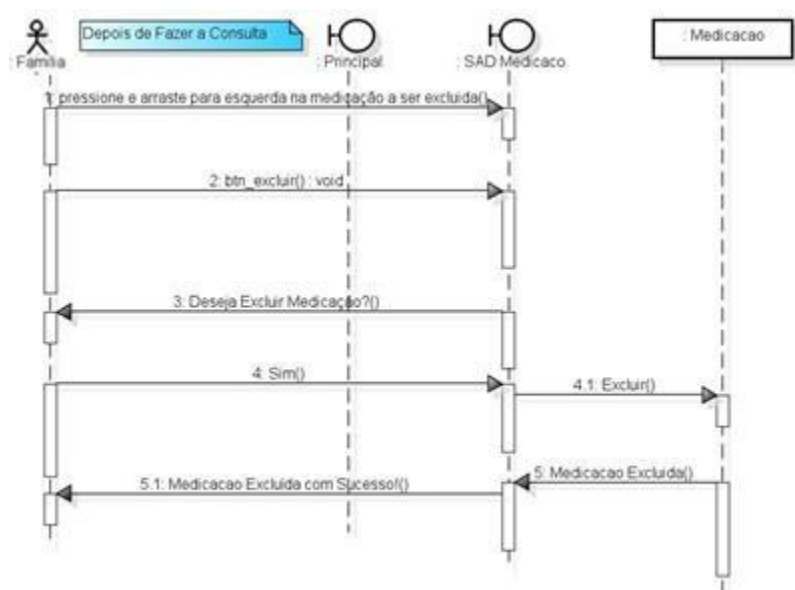 Depois de Fazer a Consulta
: Familia
: Principal
: SAD Medicaco
: Medicacao
1: pressione e arraste para esquerda na medicação a ser excluida()
2: btn_excluir() : void
3: Deseja Excluir Medicação?()
4: Sim()
4.1: Excluir()
5: Medicacao Excluida()
5.1: Medicacao Excluída com Sucesso!()